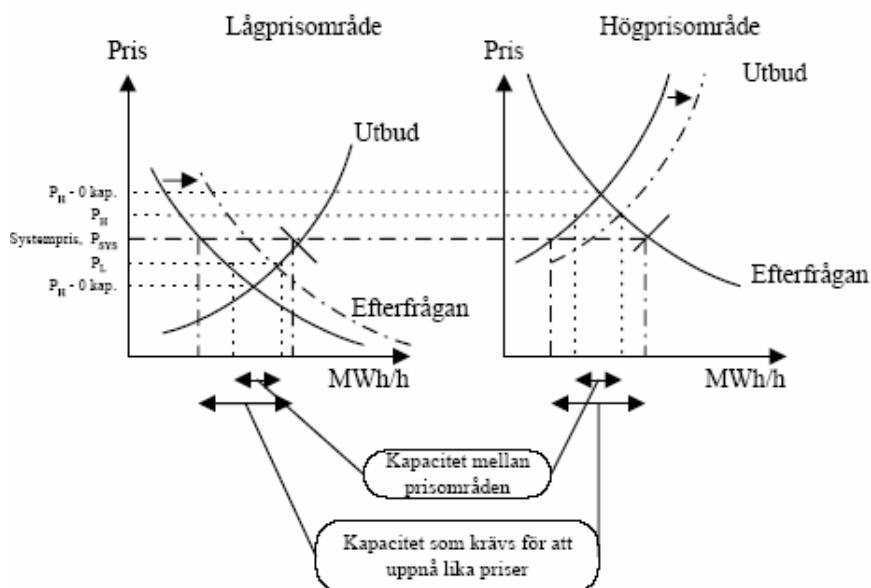 Lågprisområde
Högprisområde
Pris
Pris
Utbud
Utbud
P_H - 0 kap.
P_H
Systempris, P_SYS
P_L
P_H - 0 kap.
Efterfrågan
Efterfrågan
MWh/h
MWh/h
Kapacitet mellan
prisområden
Kapacitet som krävs för att
uppnå lika priser